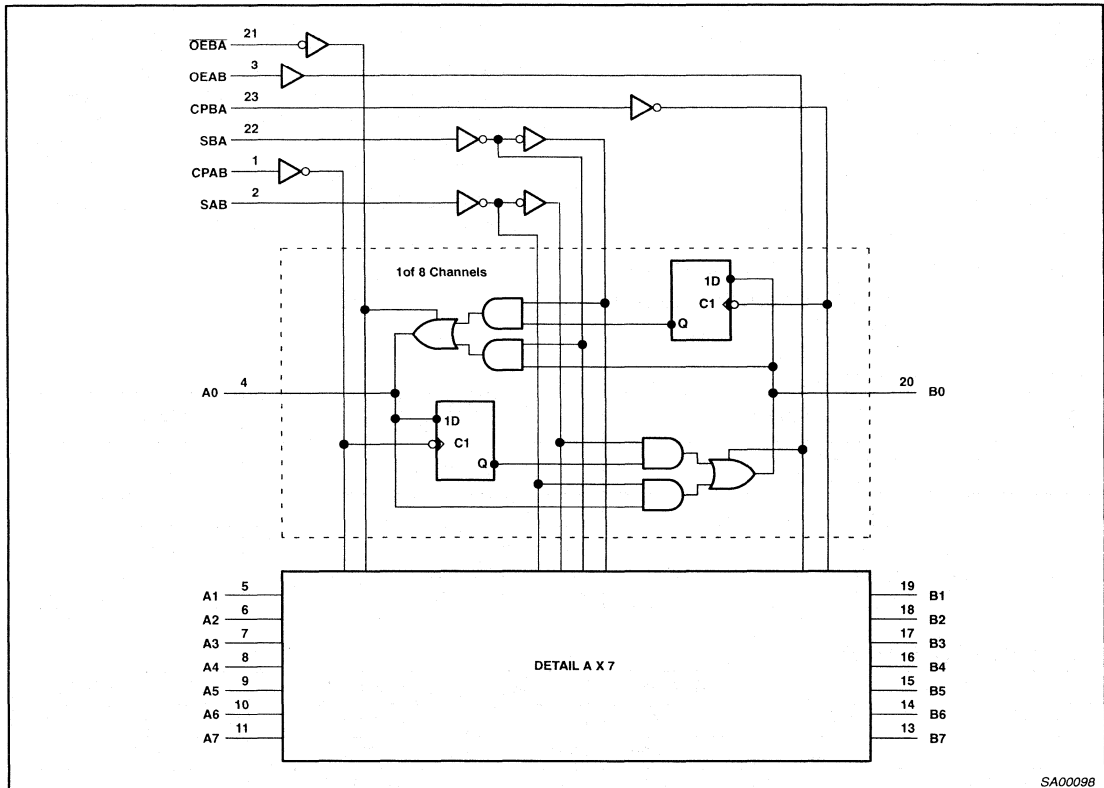 OEBA 21
OEAB 3
CPBA 23
SBA 22
CPAB 1
SAB 2
1of 8 Channels
1D
C1
Q
A0 4
20 B0
1D
C1
Q
A1 5
19 B1
A2 6
18 B2
A3 7
17 B3
A4 8
DETAIL A X 7
16 B4
A5 9
15 B5
A6 10
14 B6
A7 11
13 B7
SA00098